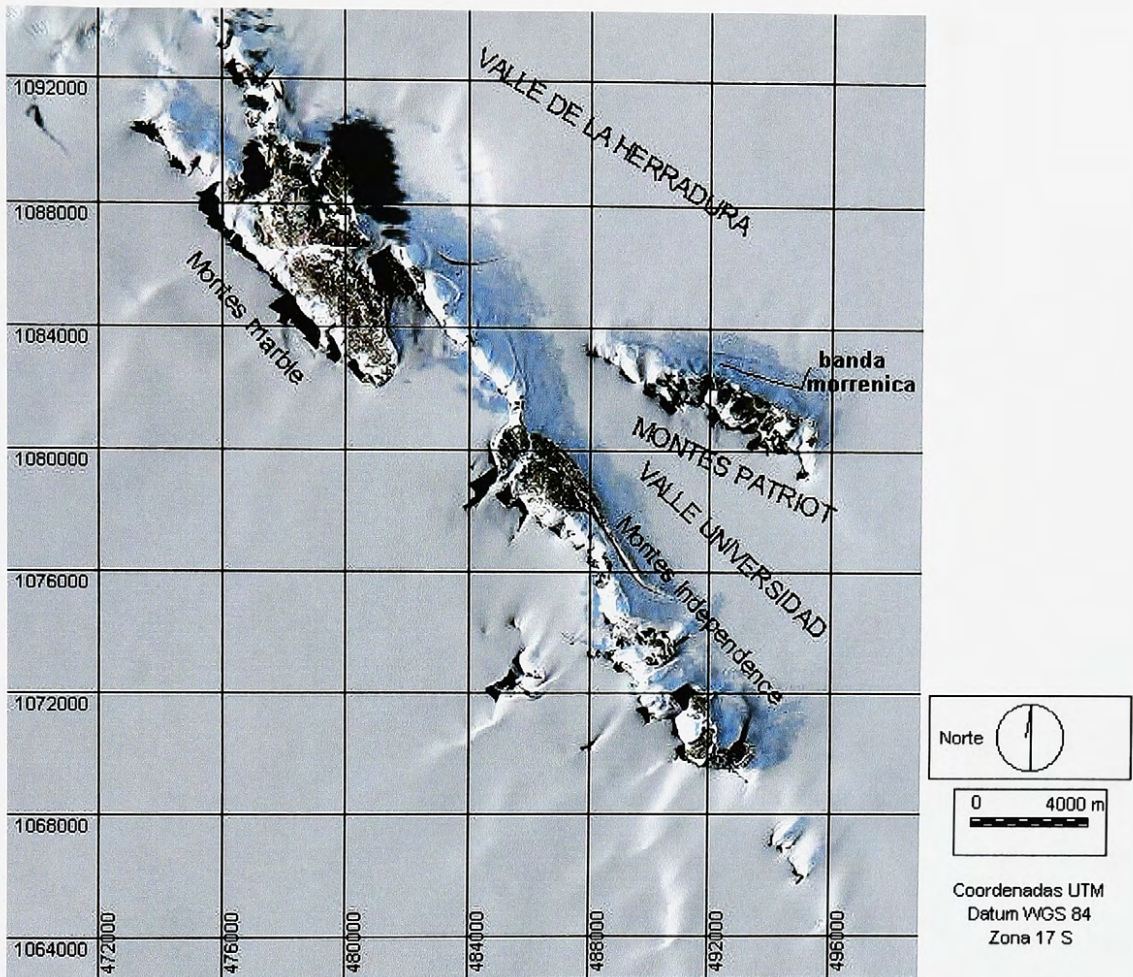 VALLE DE LA HERRADURA
1092000
1088000
Montes marble
1084000
banda
morrenica
1080000
MONTES PATRIOT
VALLE UNIVERSIDAD
Montes Independence
1076000
1072000
1068000
1064000
472000
476000
480000
484000
488000
492000
496000
Norte
0 4000 m
Coordenadas UTM
Datum WGS 84
Zona 17 S